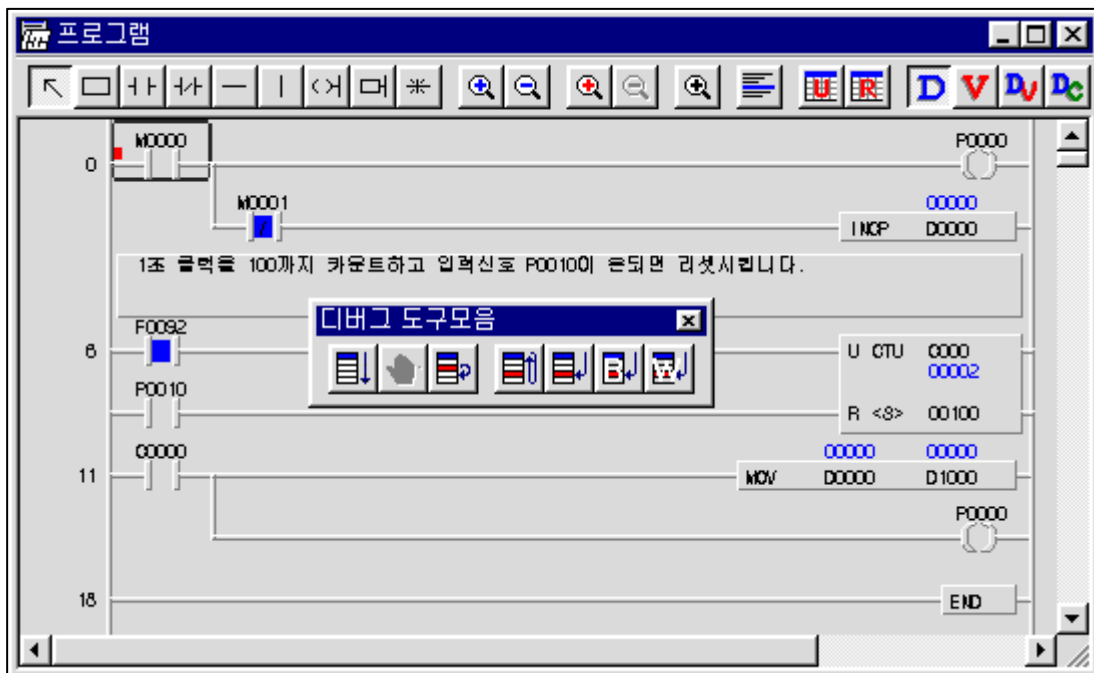 프로그램
U R D V DU DC
M0000 P0000
0
M0001 00000
INCP D0000
1초 클럭을 100까지 카운트하고 입력신호 P0010이 온되면 리셋시킵니다.
디버그 도구모음
B W
F0092
6 U CTU 0000
00002
P0010
R <S> 00100
C0000 00000 00000
11 MOV D0000 D1000
P0000
18 END